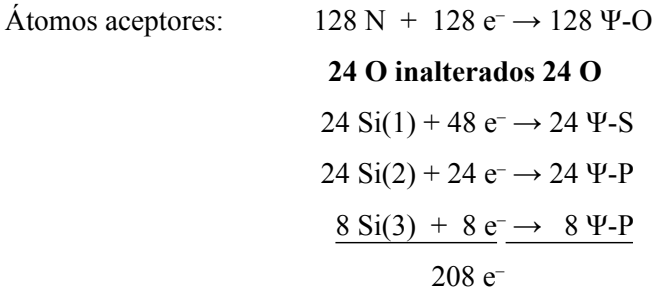 Átomos aceptores: 128 N + 128 e⁻ → 128 Ψ-O
24 O inalterados 24 O
24 Si(1) + 48 e⁻ → 24 Ψ-S
24 Si(2) + 24 e⁻ → 24 Ψ-P
8 Si(3) + 8 e⁻ → 8 Ψ-P
208 e⁻